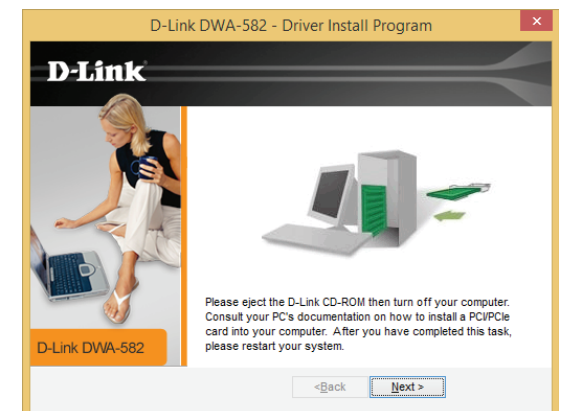 D-Link DWA-582 - Driver Install Program
D-Link
Please eject the D-Link CD-ROM then turn off your computer.
Consult your PC's documentation on how to install a PCI/PCIe
card into your computer. After you have completed this task,
please restart your system.
D-Link DWA-582
<Back
Next >